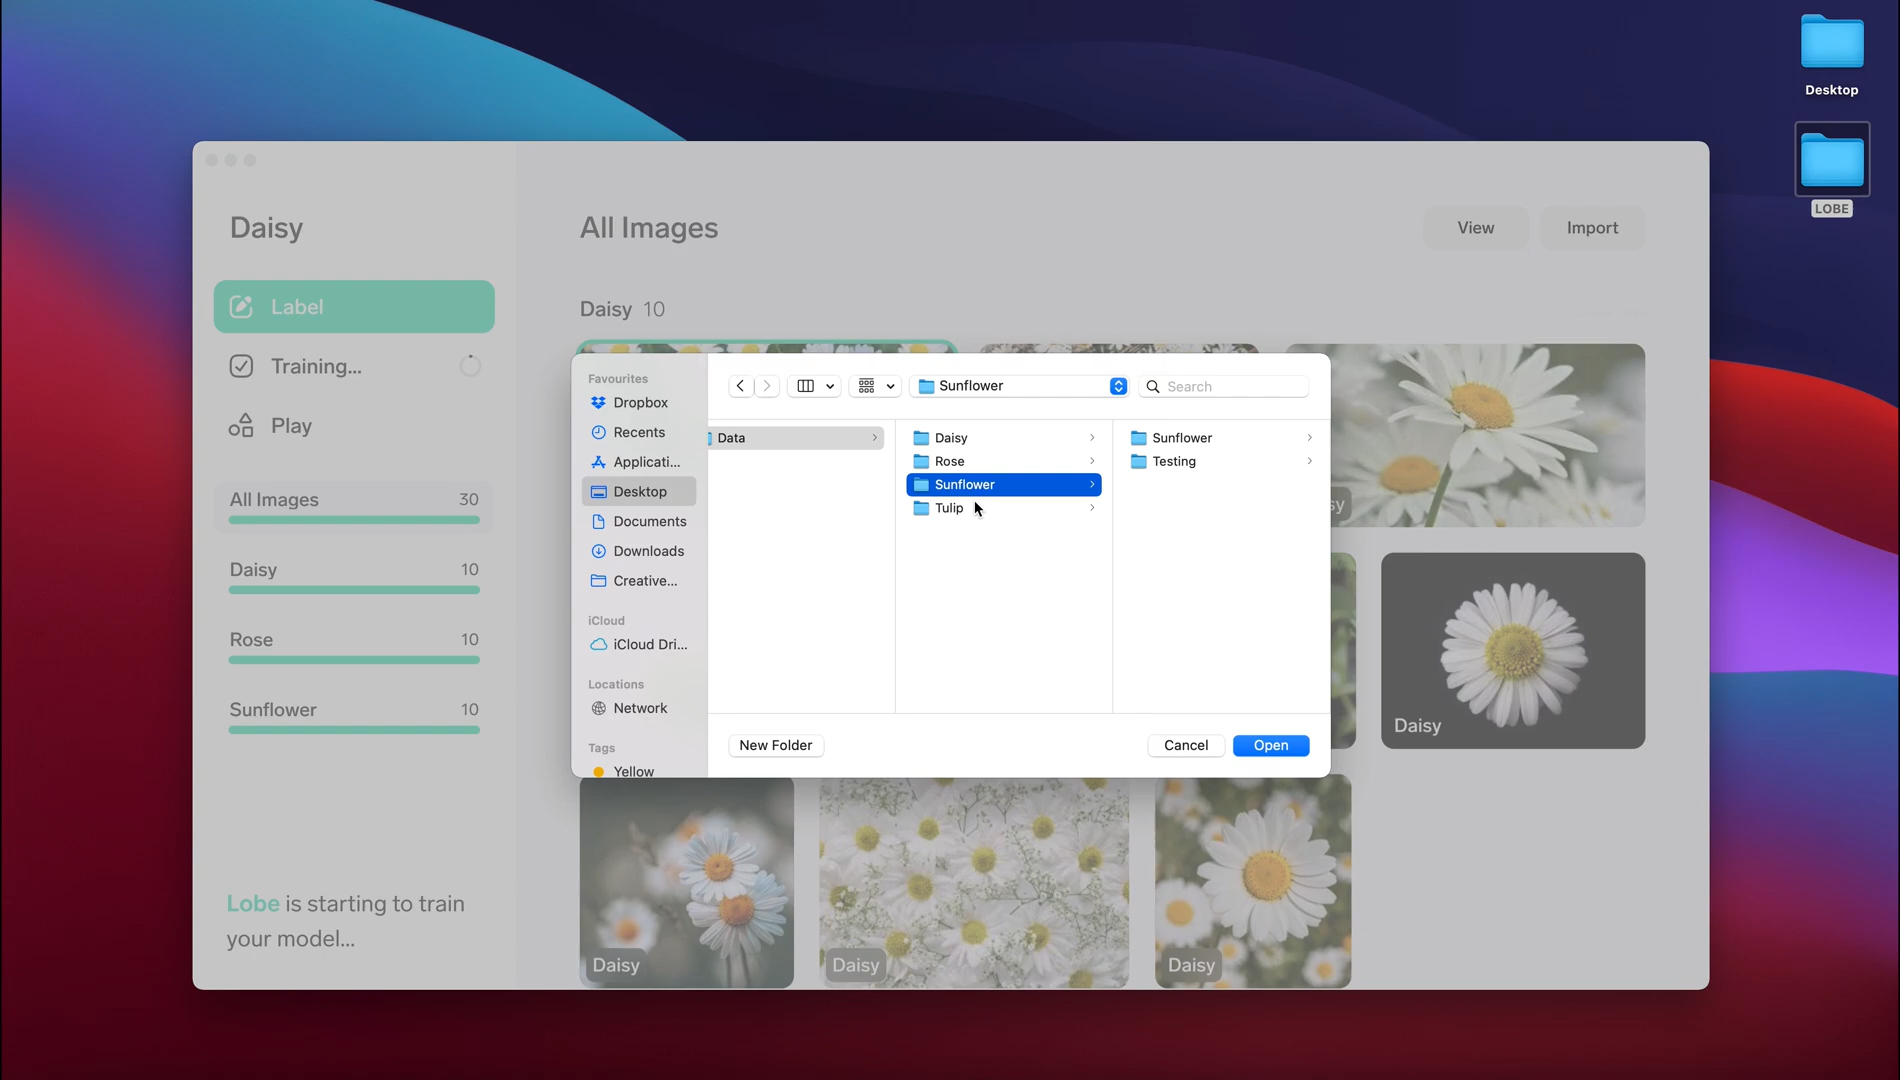 Desktop
LOBE
Daisy
Label
Training...
Play
All Images 30
Daisy 10
Rose 10
Sunflower 10
Lobe is starting to train
your model...
All Images
View
Import
Daisy 10
Favourites
Dropbox
Recents
Applicati...
Desktop
Documents
Downloads
Creative...
iCloud
iCloud Dri...
Locations
Network
Tags
Yellow
Sunflower
Search
Data
Daisy
Rose
Sunflower
Tulip
Sunflower
Testing
New Folder
Cancel
Open
sy
Daisy
Daisy
Daisy
Daisy